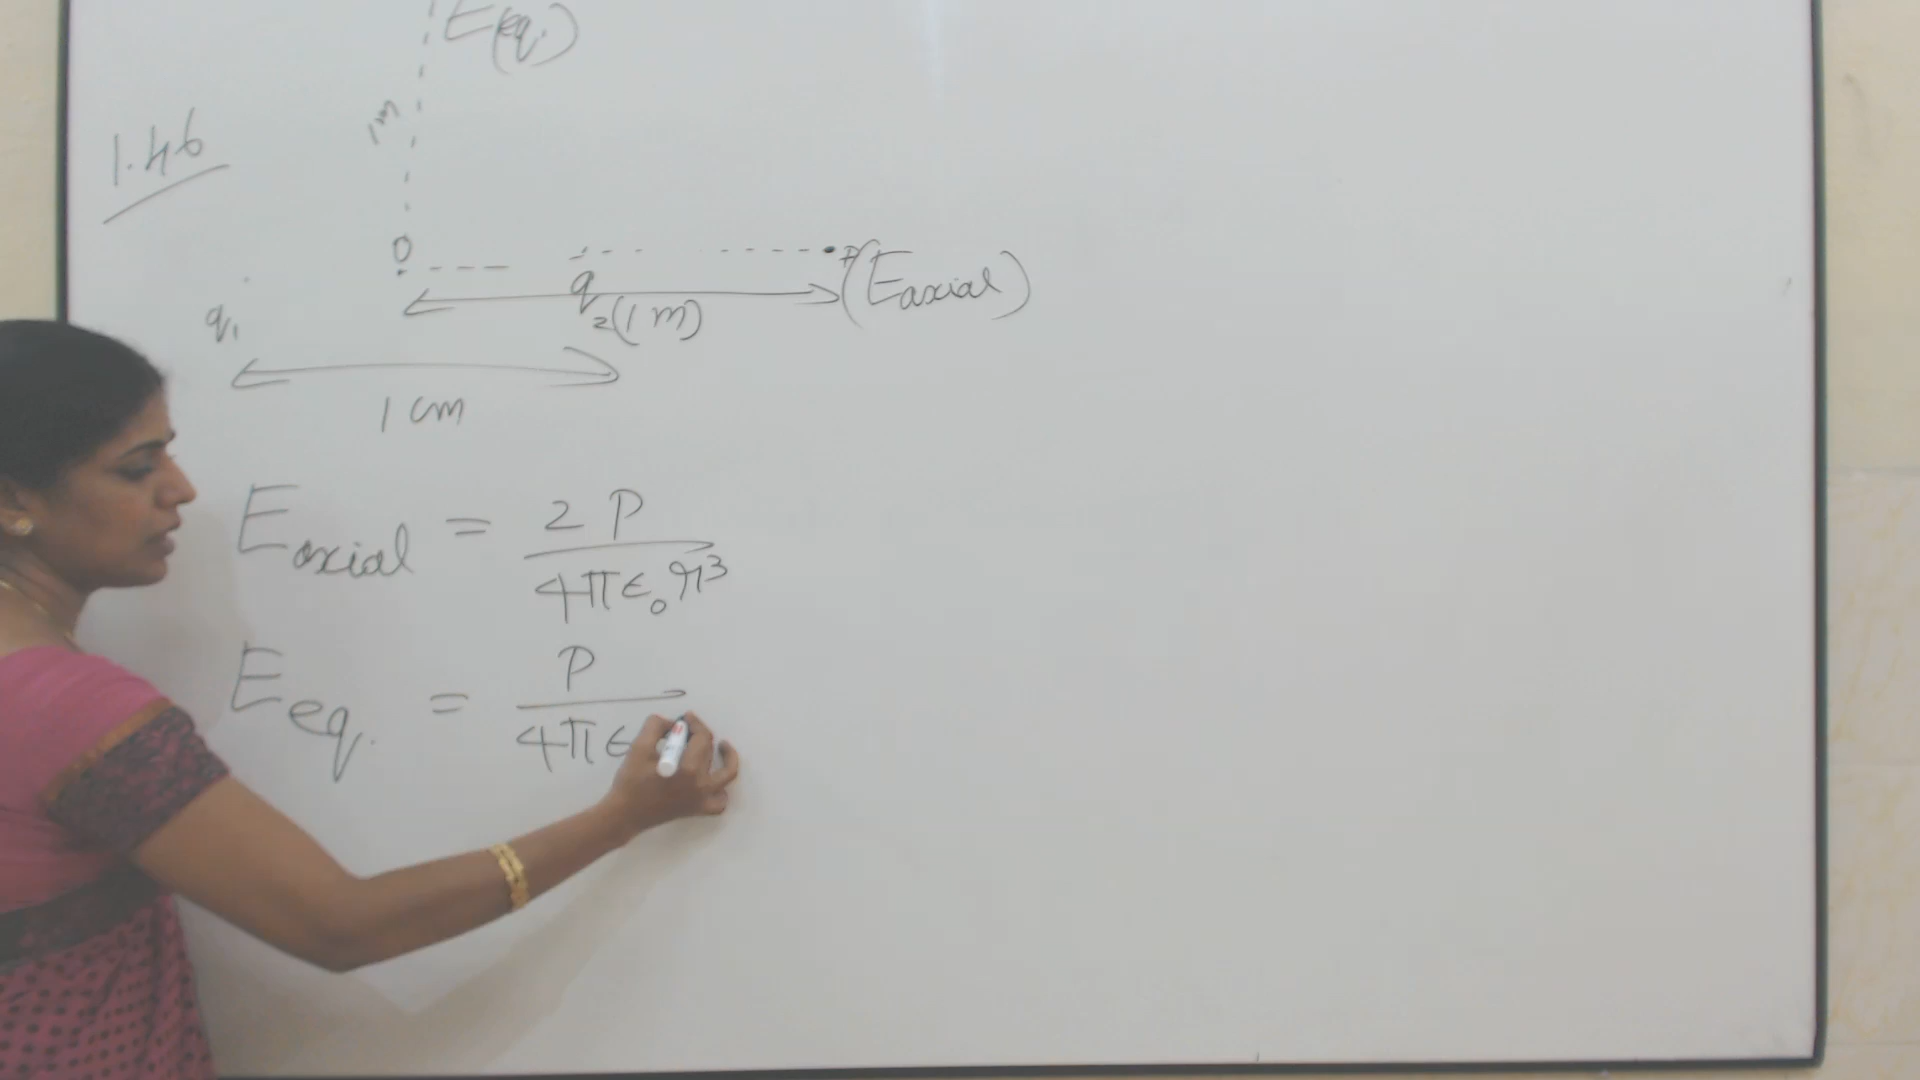 E(eq.)
1m
1.46
O
P
(Eaxial)
q1
q2
(1 m)
1 cm
Eaxial = 2P / 4πε₀r³
Eeq. = P / 4πε